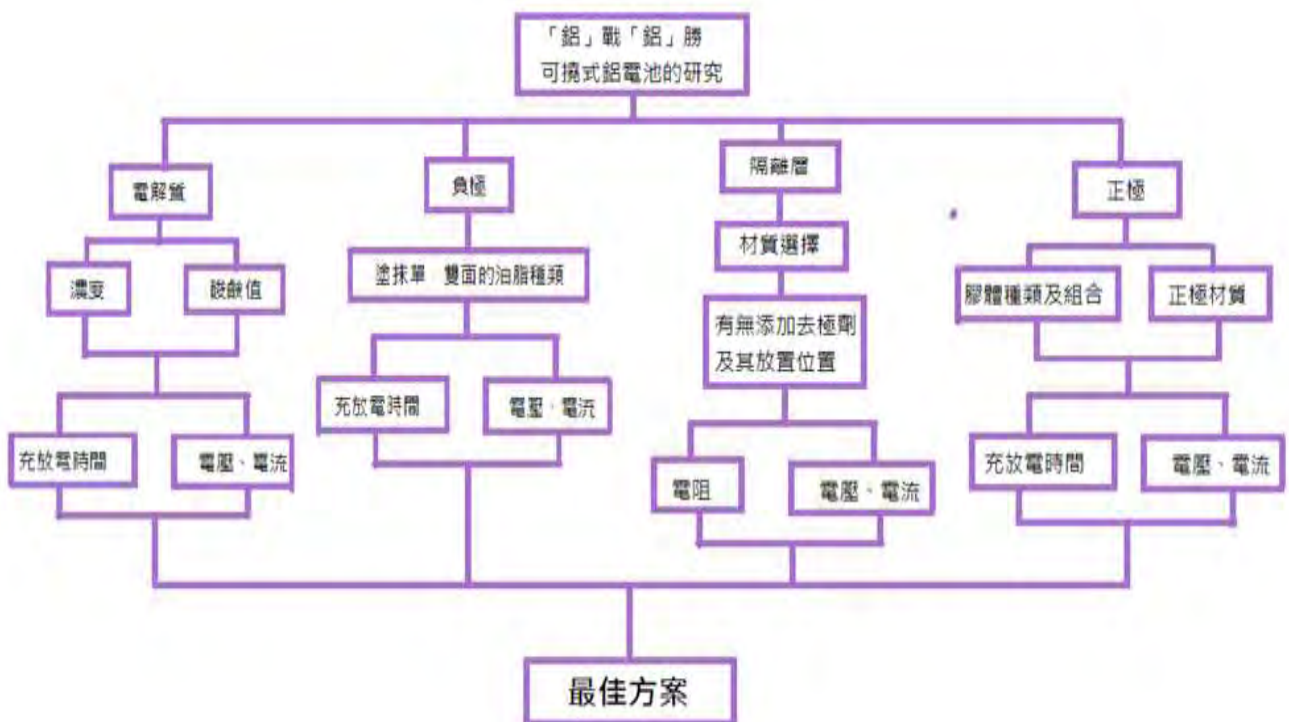 「鋁」戰「鋁」勝
可撓式鋁電池的研究
電解質
負極
隔離層
正極
濃度
酸鹼值
塗抹單 雙面的油脂種類
材質選擇
膠體種類及組合
正極材質
有無添加去極劑
及其放置位置
充放電時間
電壓、電流
充放電時間
電壓、電流
電阻
電壓、電流
充放電時間
電壓、電流
最佳方案